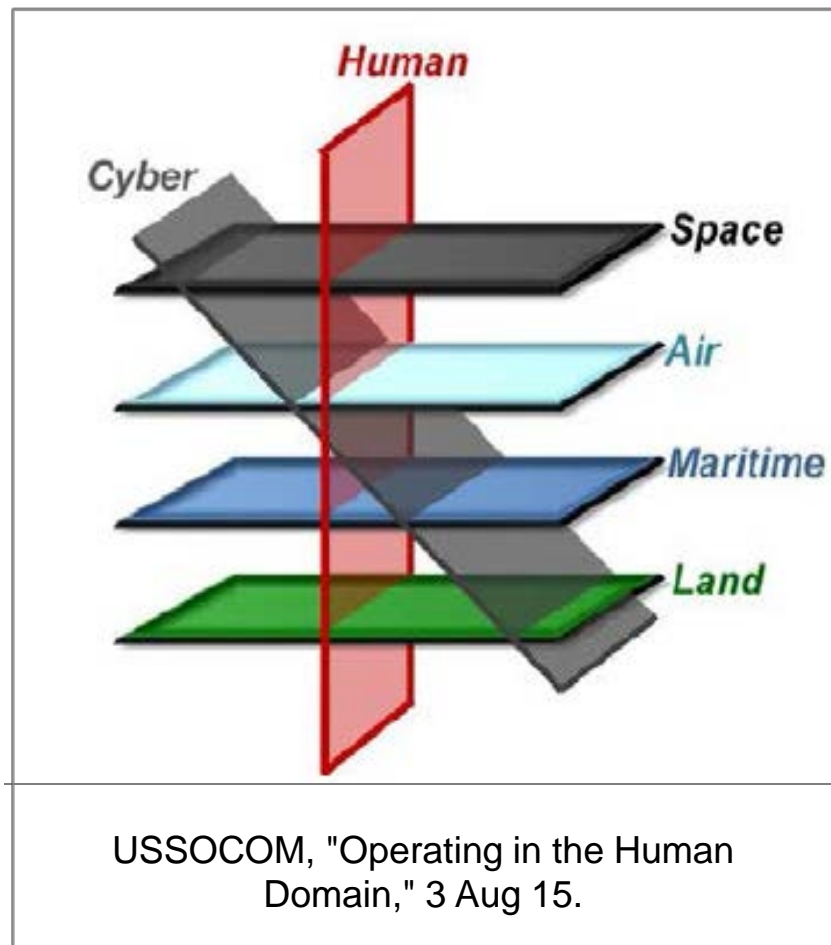 Human
Cyber
Space
Air
Maritime
Land
USSOCOM, "Operating in the Human
Domain," 3 Aug 15.